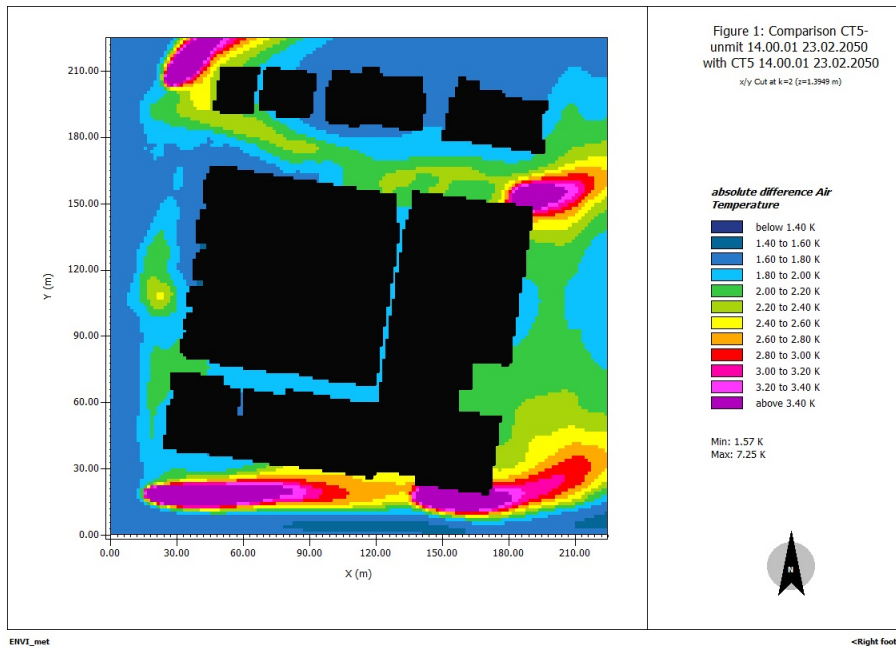 Figure 1: Comparison CT5-
unmit 14.00.01 23.02.2050
with CT5 14.00.01 23.02.2050
x/y Cut at k=2 (z=1.3949 m)
210.00
180.00
150.00
120.00
90.00
60.00
30.00
0.00
Y (m)
0.00 30.00 60.00 90.00 120.00 150.00 180.00 210.00
X (m)
absolute difference Air
Temperature
below 1.40 K
1.40 to 1.60 K
1.60 to 1.80 K
1.80 to 2.00 K
2.00 to 2.20 K
2.20 to 2.40 K
2.40 to 2.60 K
2.60 to 2.80 K
2.80 to 3.00 K
3.00 to 3.20 K
3.20 to 3.40 K
above 3.40 K
Min: 1.57 K
Max: 7.25 K
N
ENVI_met
<Right foot